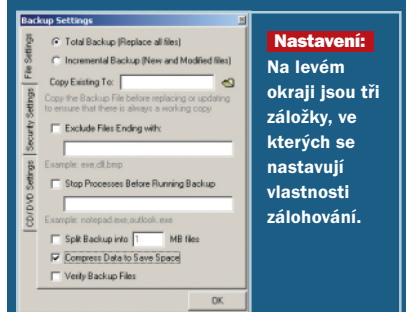 Backup Settings
File Settings
Security Settings
CD/DVD Settings
Total Backup (Replace all files)
Incremental Backup (New and Modified files)
Copy Existing To:
Copy the Backup File before replacing or updating
to ensure that there is always a working copy
Exclude Files Ending with:
Example: exe,dll,bmp
Stop Processes Before Running Backup
Example: notepad.exe,outlook.exe
Split Backup into 1 MB files
Compress Data to Save Space
Verify Backup Files
OK
Nastavení:
Na levém
okraji jsou tři
záložky, ve
kterých se
nastavují
vlastnosti
zálohování.